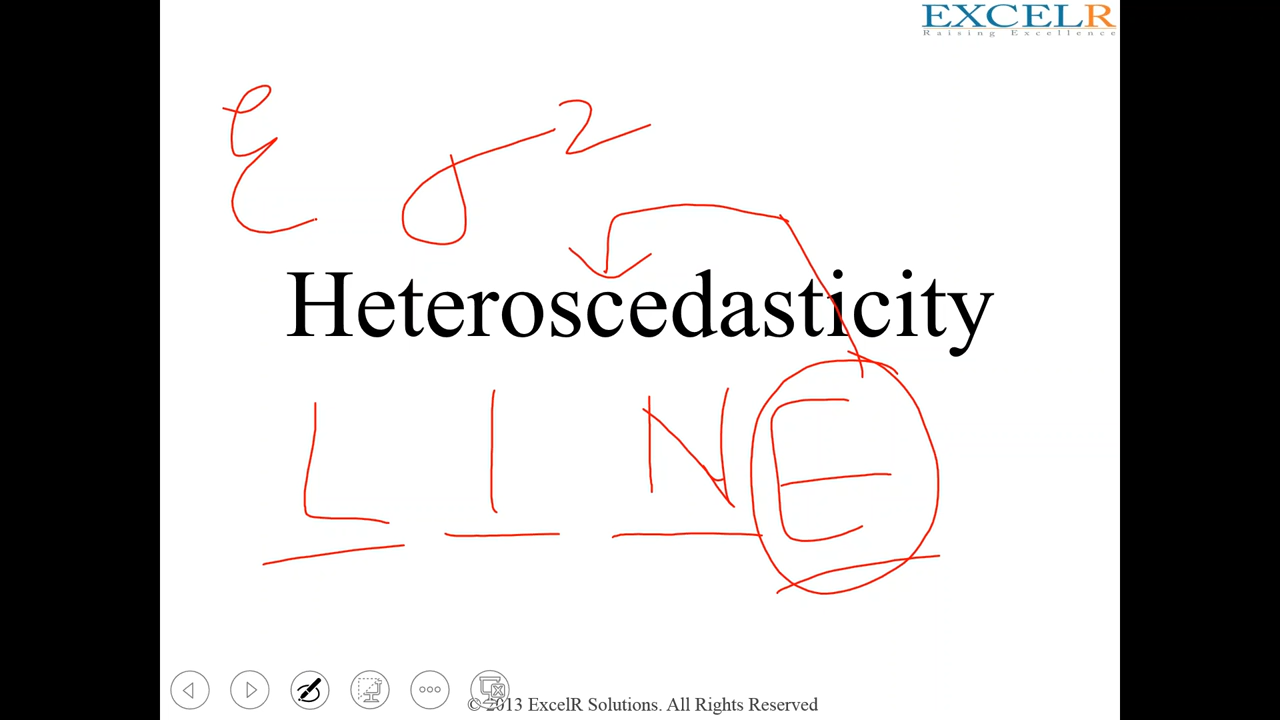 EXCELR
Raising Excellence
ε σ²
Heteroscedasticity
L I N E
© 2013 ExcelR Solutions. All Rights Reserved